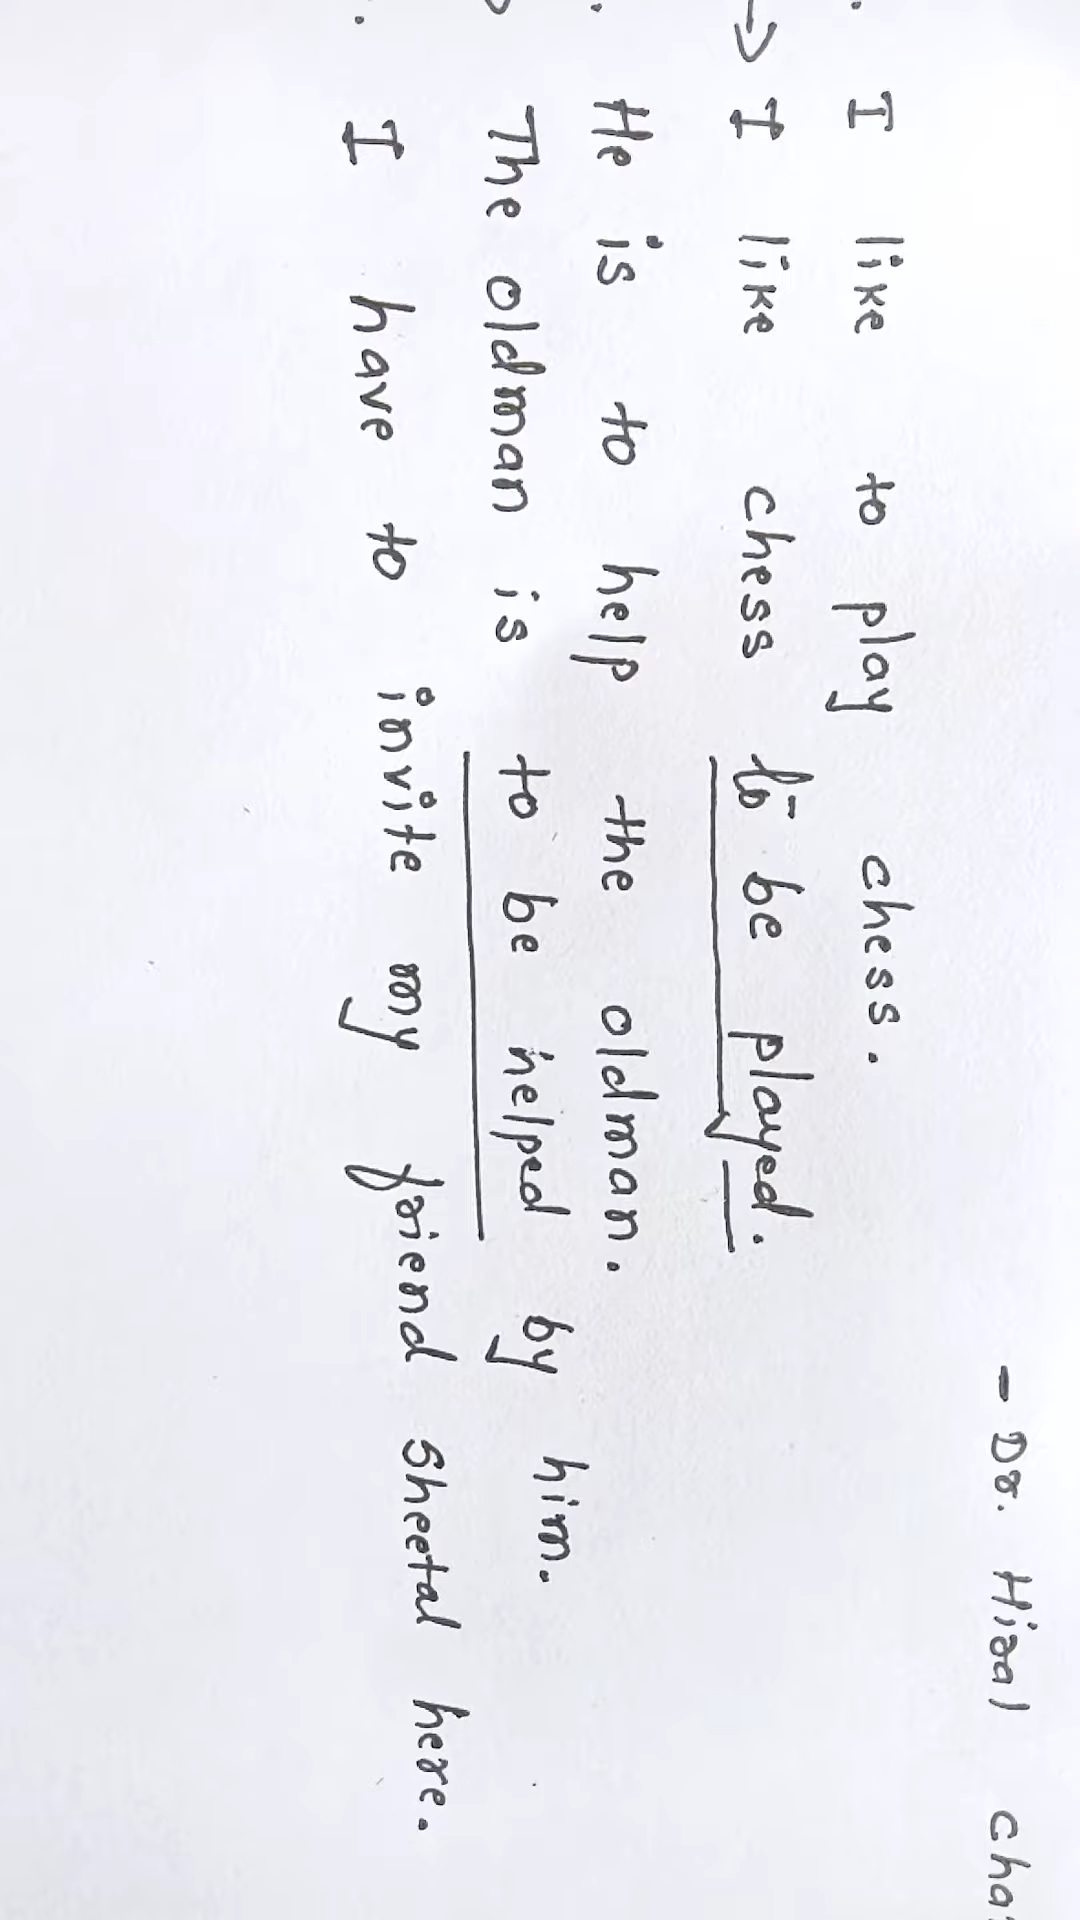 - Dr. Hiral
. I like to play chess.
→ I like chess to be played.
. He is to help the oldman.
The oldman is to be helped by him.
. I have to invite my friend Sheetal here.